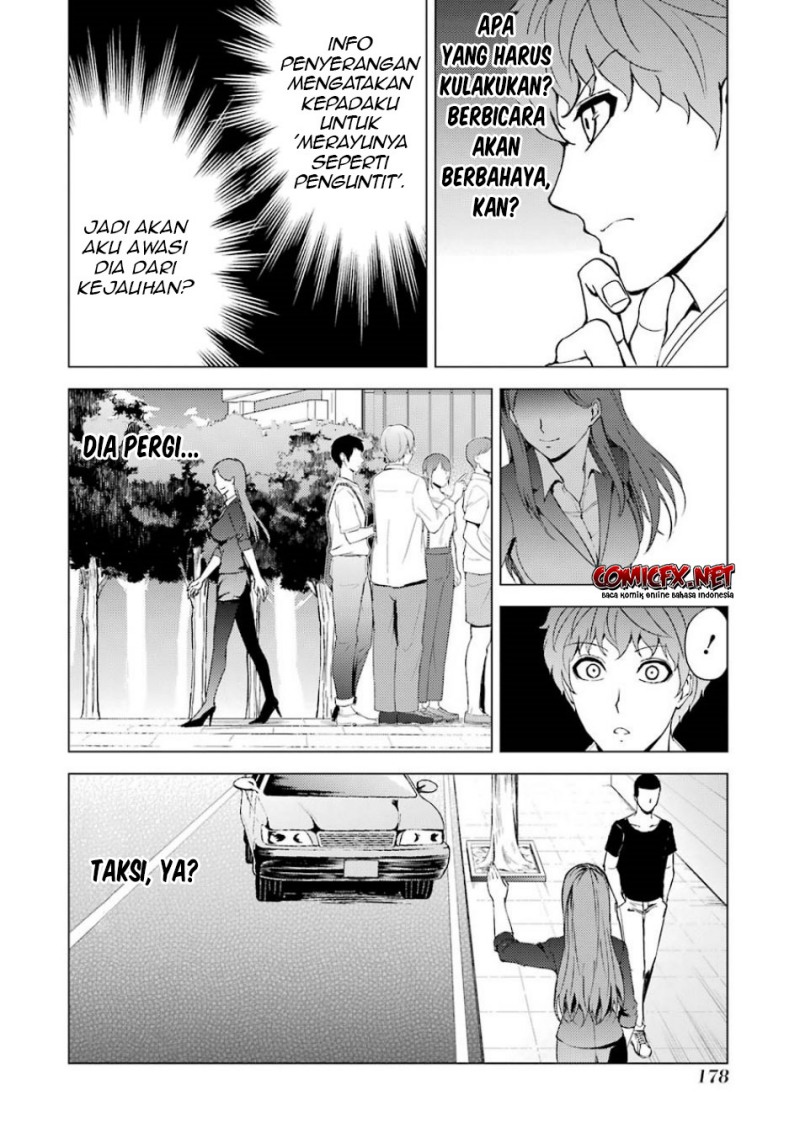 APA
YANG HARUS
KULAKUKAN?
BERBICARA
AKAN
BERBAHAYA,
KAN?
INFO
PENYERANGAN
MENGATAKAN
KEPADAKU
UNTUK
'MERAYUNYA
SEPERTI
PENGUNTIT'.
JADI AKAN
AKU AWASI
DIA DARI
KEJAUHAN?
COMICFX.NET
Baca Komik Online Bahasa Indonesia
!
DIA PERGI...
TAKSI, YA?
178